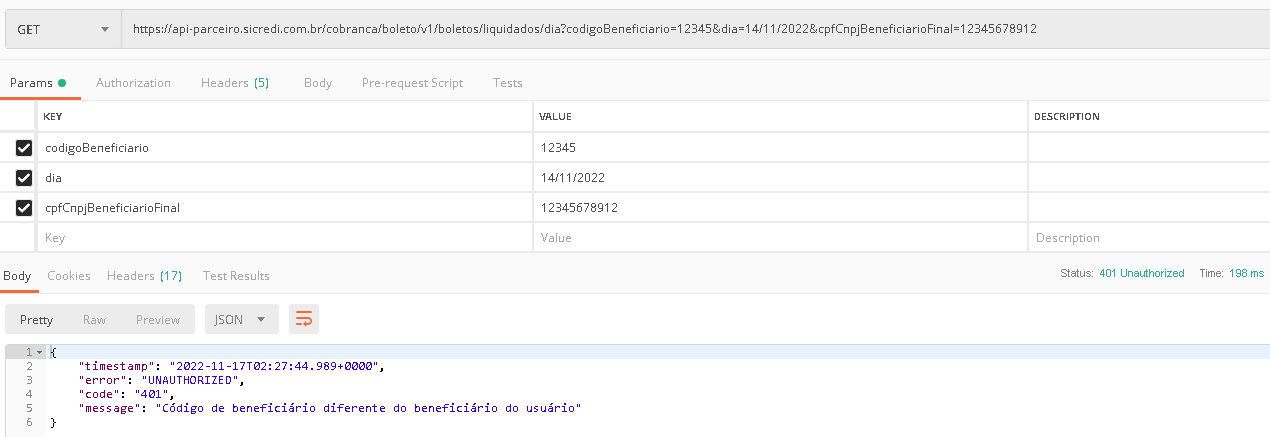 GET https://api-parceiro.sicredi.com.br/cobranca/boleto/v1/boletos/liquidados/dia?codigoBeneficiario=12345&dia=14/11/2022&cpfCnpjBeneficiarioFinal=12345678912
Params Authorization Headers (5) Body Pre-request Script Tests
KEY VALUE DESCRIPTION
codigoBeneficiario 12345
dia 14/11/2022
cpfCnpjBeneficiarioFinal 12345678912
Key Value Description
Body Cookies Headers (17) Test Results Status: 401 Unauthorized Time: 198 ms
Pretty Raw Preview JSON
1 {
2 "timestamp": "2022-11-17T02:27:44.989+0000",
3 "error": "UNAUTHORIZED",
4 "code": "401",
5 "message": "Código de beneficiário diferente do beneficiário do usuário"
6 }